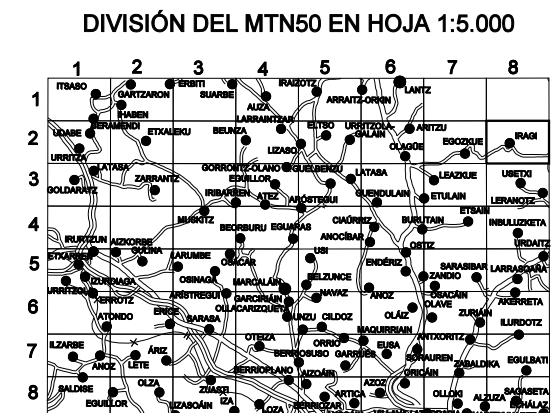 DIVISIÓN DEL MTN50 EN HOJA 1:5.000
1 2 3 4 5 6 7 8
1
ITSASO
GARTZARON
ERBITI
SUARBE
IRAIZOTZ
ARRAITZ-ORKIN
LANTZ
IHABEN
AUZA
2
BERAMENDI
UDABE
ETXALEKU
BEUNZA
LARRAINTZAR
ELTSO
URRITZOLA-
GALAIN
ARITZU
EGOZKUE
IRAGI
LIZASO
OLAGÜE
URRITZA
3
LATASA
GORRONTZ-OLANO
GUELBENZU
LATASA
LEAZKUE
USETXI
GOLDARATZ
ZARRANTZ
EGUILLOR
IRIBARREN
ATEZ
ARÓSTEGUI
GUENDULAIN
ETULAIN
LERANOTZ
MUSKITZ
4
CIAÚRRIZ
BURUTAIN
ETSAIN
INBULUZKETA
IRURTZUN
AIZKORBE
BEORBURU
EGUARAS
ANOCÍBAR
OSTIZ
URDAITZ
GULINA
USI
5
LARUMBE
OSÁCAR
ENDÉRIZ
LARRASOAÑA
OSINAGA
MARCALAIN
BELZUNCE
ZANDIO
SARASIBAR
IZURDIAGA
ARÍSTREGUI
GARCIRIÁIN
NAVAZ
ANOZ
OSACÁIN
AKERRETA
6
OLLACARIZQUETA
OLAVE
OLÁIZ
ATONDO
ERICE
SARASA
UNZU
CILDOZ
ZURIÁIN
ILURDOTZ
MAQUIRRIAIN
7
OTEIZA
ORRIO
ANTXORITZ
ILZARBE
ANOZ
LETE
ÁRIZ
BERRIOSUSO
GARRUÉS
EUSA
SORAUREN
ZABALDIKA
EGULBATI
BERRIOPLANO
AIZOÁIN
ORICÁIN
8
SALDISE
OLZA
ZUASTI
AZOZ
SAGASETA
EGUILLOR
LIZASOÁIN
IZA
LOZA
BERRIOZAR
ARTICA
OLLOKI
ALZUZA